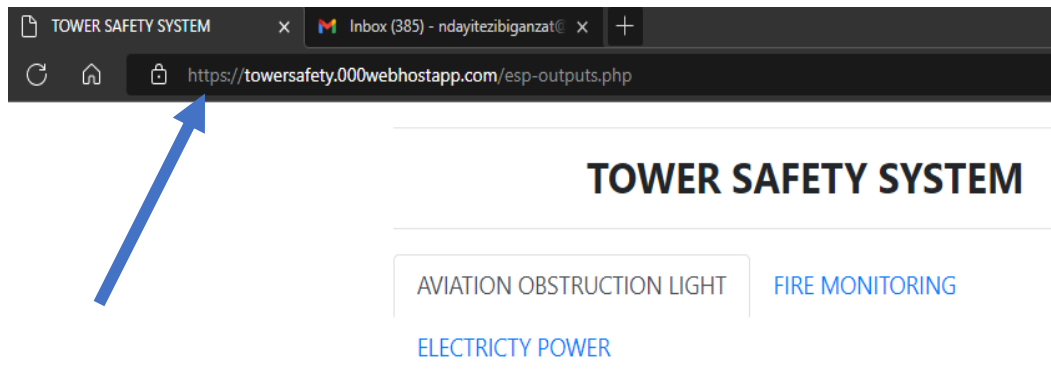 TOWER SAFETY SYSTEM
Inbox (385) - ndayitezibiganzat@
https://towersafety.000webhostapp.com/esp-outputs.php
TOWER SAFETY SYSTEM
AVIATION OBSTRUCTION LIGHT FIRE MONITORING
ELECTRICTY POWER